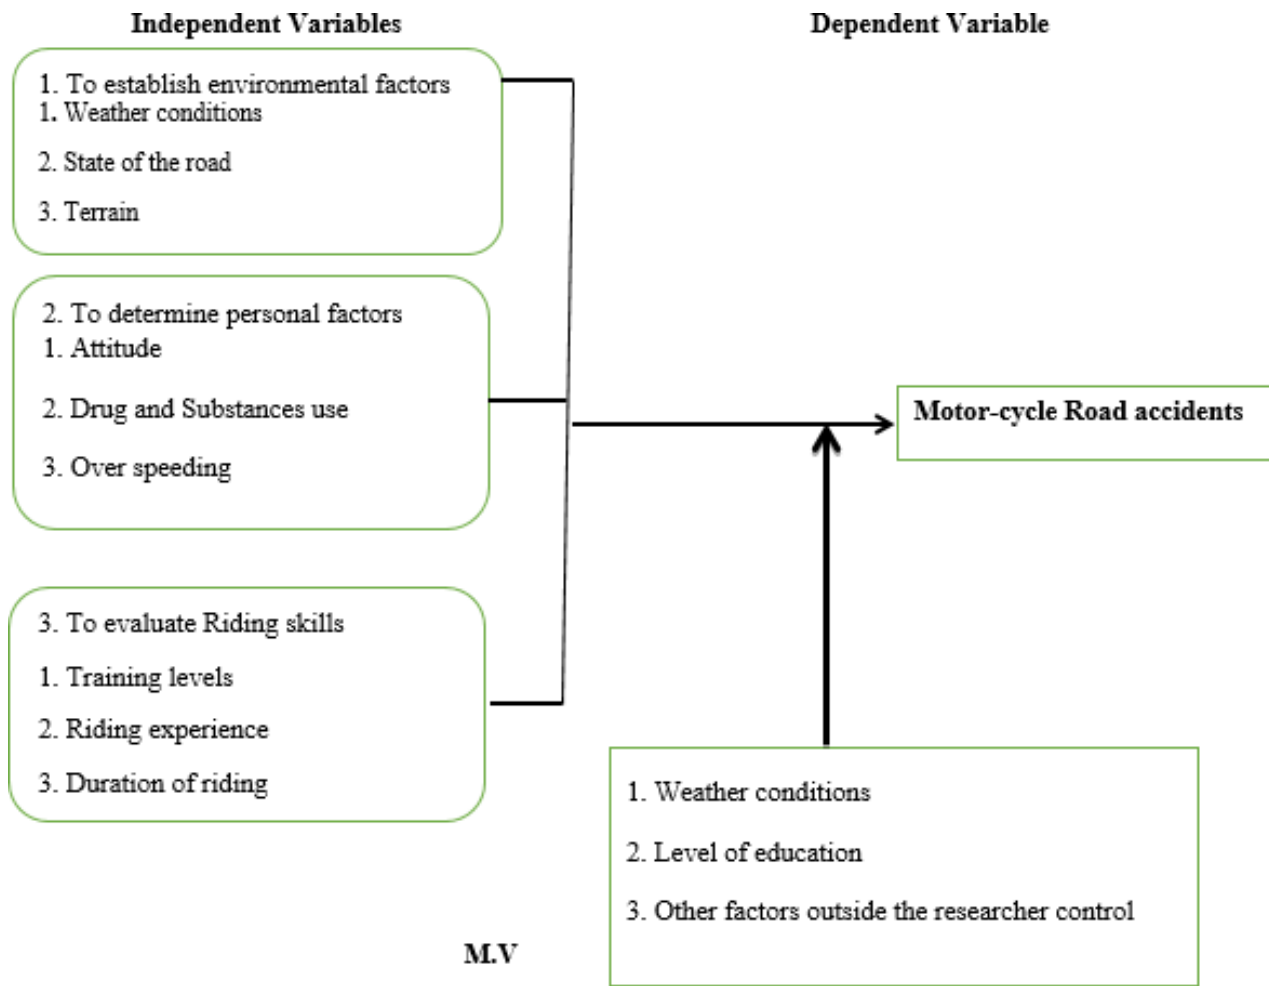 Independent Variables
Dependent Variable
1. To establish environmental factors
1. Weather conditions
2. State of the road
3. Terrain
2. To determine personal factors
1. Attitude
2. Drug and Substances use
3. Over speeding
Motor-cycle Road accidents
3. To evaluate Riding skills
1. Training levels
2. Riding experience
3. Duration of riding
1. Weather conditions
2. Level of education
3. Other factors outside the researcher control
M.V